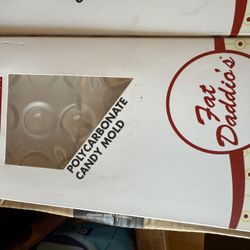 POLYCARBONATE
CANDY MOLD
Fat
Daddio's